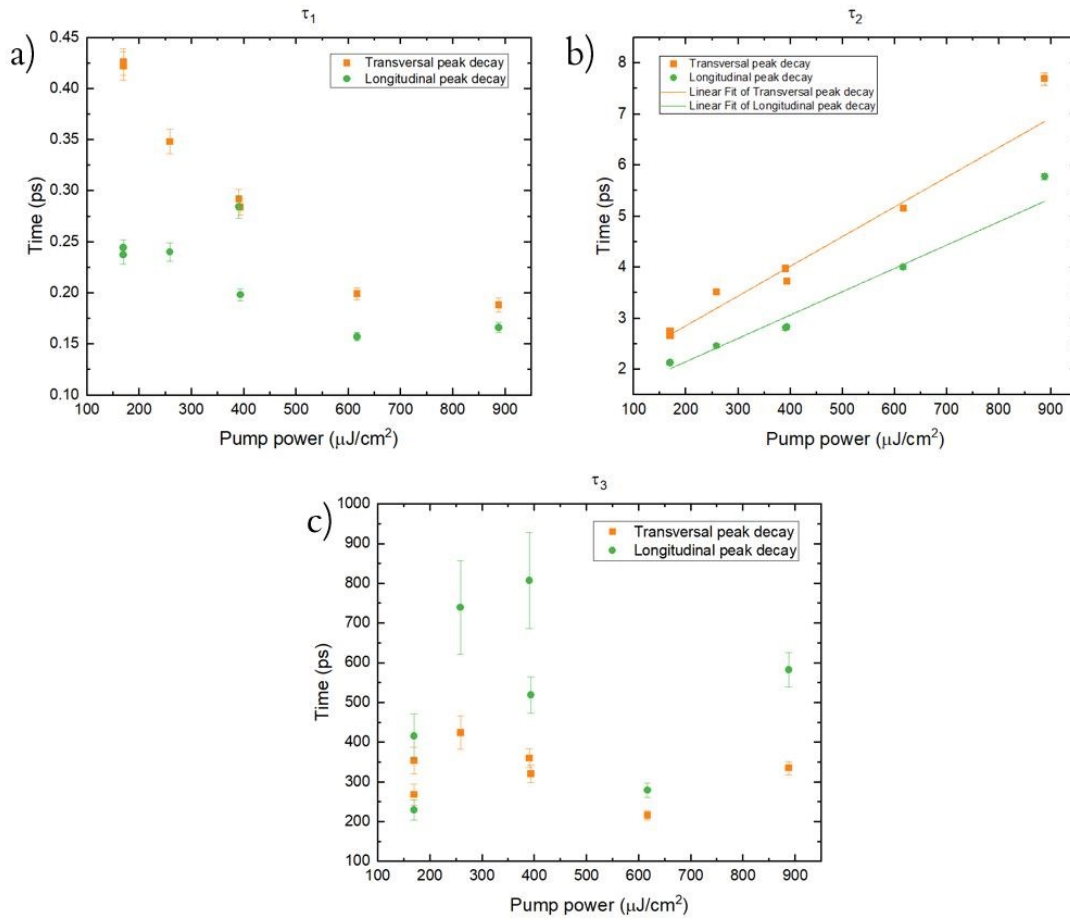 τ1
a)
0.45
0.40
0.35
0.30
0.25
0.20
0.15
0.10
Time (ps)
Transversal peak decay
Longitudinal peak decay
100 200 300 400 500 600 700 800 900
Pump power (μJ/cm²)
τ2
b)
8
7
6
5
4
3
2
Time (ps)
Transversal peak decay
Longitudinal peak decay
Linear Fit of Transversal peak decay
Linear Fit of Longitudinal peak decay
100 200 300 400 500 600 700 800 900
Pump power (μJ/cm²)
τ3
c)
1000
900
800
700
600
500
400
300
200
100
Time (ps)
Transversal peak decay
Longitudinal peak decay
100 200 300 400 500 600 700 800 900
Pump power (μJ/cm²)